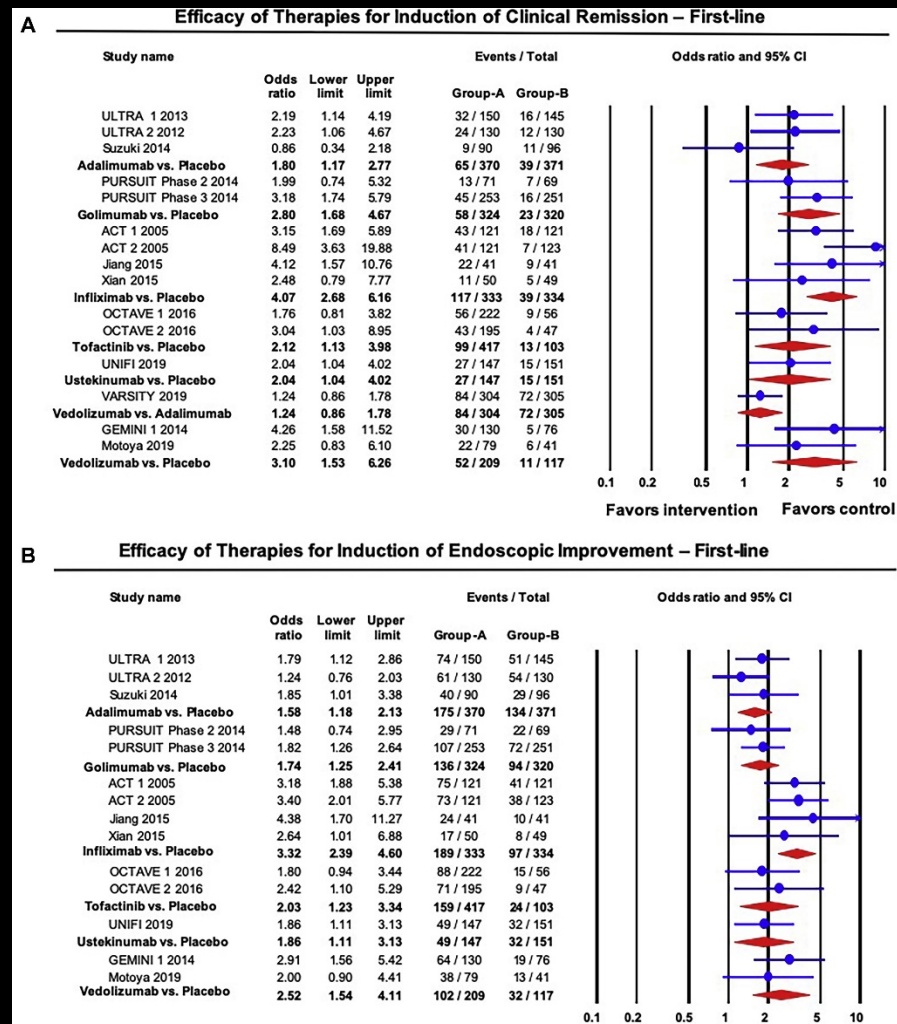 A
Efficacy of Therapies for Induction of Clinical Remission – First-line
Study name Events / Total Odds ratio and 95% CI
Odds Lower Upper
ratio limit limit Group-A Group-B
ULTRA 1 2013 2.19 1.14 4.19 32 / 150 16 / 145
ULTRA 2 2012 2.23 1.06 4.67 24 / 130 12 / 130
Suzuki 2014 0.86 0.34 2.18 9 / 90 11 / 96
Adalimumab vs. Placebo 1.80 1.17 2.77 65 / 370 39 / 371
PURSUIT Phase 2 2014 1.99 0.74 5.32 13 / 71 7 / 69
PURSUIT Phase 3 2014 3.18 1.74 5.79 45 / 253 16 / 251
Golimumab vs. Placebo 2.80 1.68 4.67 58 / 324 23 / 320
ACT 1 2005 3.15 1.69 5.89 43 / 121 18 / 121
ACT 2 2005 8.49 3.63 19.88 41 / 121 7 / 123
Jiang 2015 4.12 1.57 10.76 22 / 41 9 / 41
Xian 2015 2.48 0.79 7.77 11 / 50 5 / 49
Infliximab vs. Placebo 4.07 2.68 6.16 117 / 333 39 / 334
OCTAVE 1 2016 1.76 0.81 3.82 56 / 222 9 / 56
OCTAVE 2 2016 3.04 1.03 8.95 43 / 195 4 / 47
Tofactinib vs. Placebo 2.12 1.13 3.98 99 / 417 13 / 103
UNIFI 2019 2.04 1.04 4.02 27 / 147 15 / 151
Ustekinumab vs. Placebo 2.04 1.04 4.02 27 / 147 15 / 151
VARSITY 2019 1.24 0.86 1.78 84 / 304 72 / 305
Vedolizumab vs. Adalimumab 1.24 0.86 1.78 84 / 304 72 / 305
GEMINI 1 2014 4.26 1.58 11.52 30 / 130 5 / 76
Motoya 2019 2.25 0.83 6.10 22 / 79 6 / 41
Vedolizumab vs. Placebo 3.10 1.53 6.26 52 / 209 11 / 117
0.1 0.2 0.5 1 2 5 10
Favors intervention Favors control
B
Efficacy of Therapies for Induction of Endoscopic Improvement – First-line
Study name Events / Total Odds ratio and 95% CI
Odds Lower Upper
ratio limit limit Group-A Group-B
ULTRA 1 2013 1.79 1.12 2.86 74 / 150 51 / 145
ULTRA 2 2012 1.24 0.76 2.03 61 / 130 54 / 130
Suzuki 2014 1.85 1.01 3.38 40 / 90 29 / 96
Adalimumab vs. Placebo 1.58 1.18 2.13 175 / 370 134 / 371
PURSUIT Phase 2 2014 1.48 0.74 2.95 29 / 71 22 / 69
PURSUIT Phase 3 2014 1.82 1.26 2.64 107 / 253 72 / 251
Golimumab vs. Placebo 1.74 1.25 2.41 136 / 324 94 / 320
ACT 1 2005 3.18 1.88 5.38 75 / 121 41 / 121
ACT 2 2005 3.40 2.01 5.77 73 / 121 38 / 123
Jiang 2015 4.38 1.70 11.27 24 / 41 10 / 41
Xian 2015 2.64 1.01 6.88 17 / 50 8 / 49
Infliximab vs. Placebo 3.32 2.39 4.60 189 / 333 97 / 334
OCTAVE 1 2016 1.80 0.94 3.44 88 / 222 15 / 56
OCTAVE 2 2016 2.42 1.10 5.29 71 / 195 9 / 47
Tofactinib vs. Placebo 2.03 1.23 3.34 159 / 417 24 / 103
UNIFI 2019 1.86 1.11 3.13 49 / 147 32 / 151
Ustekinumab vs. Placebo 1.86 1.11 3.13 49 / 147 32 / 151
GEMINI 1 2014 2.91 1.56 5.42 64 / 130 19 / 76
Motoya 2019 2.00 0.90 4.41 38 / 79 13 / 41
Vedolizumab vs. Placebo 2.52 1.54 4.11 102 / 209 32 / 117
0.1 0.2 0.5 1 2 5 10